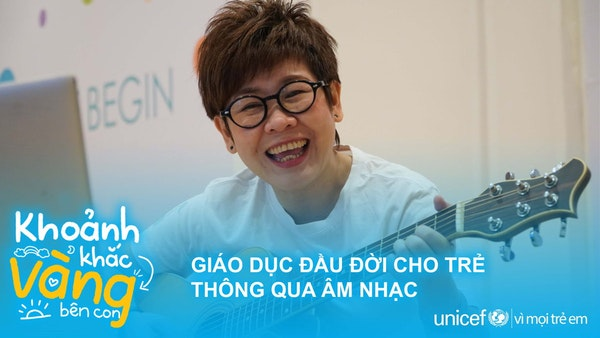 BEGIN
Khoảnh
khắc
Vàng
bên con
GIÁO DỤC ĐẦU ĐỜI CHO TRẺ
THÔNG QUA ÂM NHẠC
unicef | vì mọi trẻ em